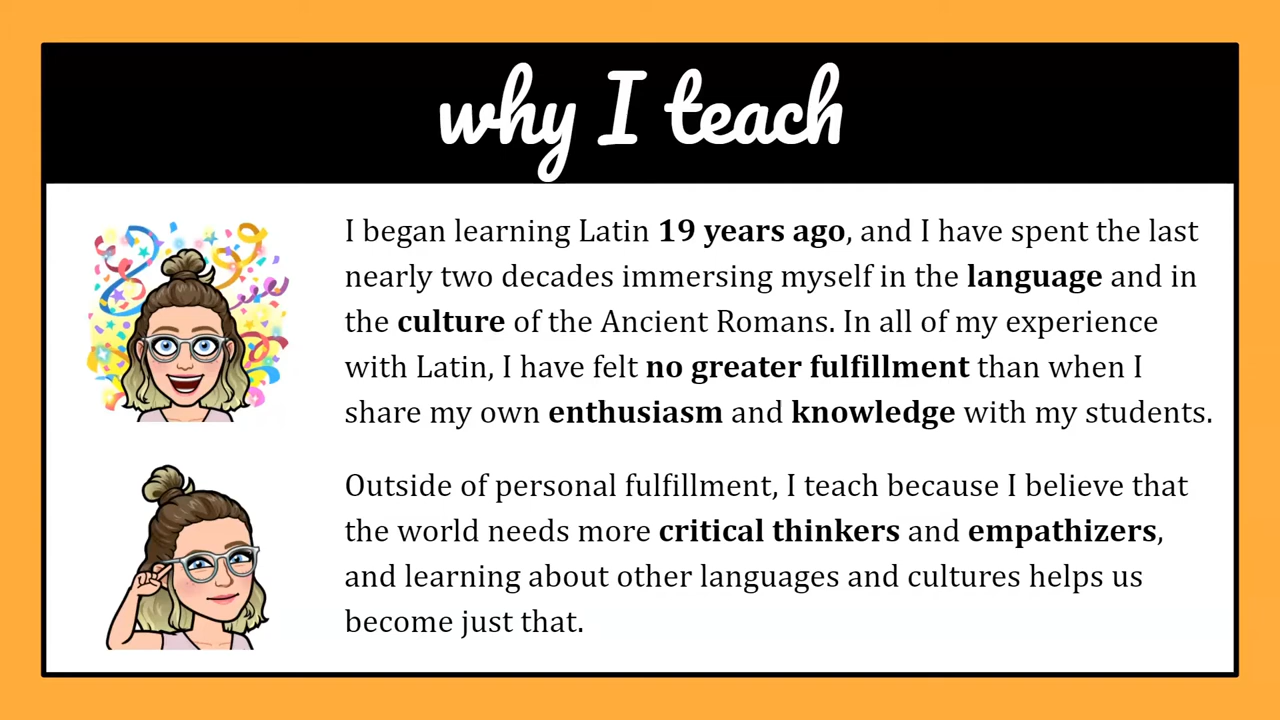 why I teach
I began learning Latin 19 years ago, and I have spent the last
nearly two decades immersing myself in the language and in
the culture of the Ancient Romans. In all of my experience
with Latin, I have felt no greater fulfillment than when I
share my own enthusiasm and knowledge with my students.
Outside of personal fulfillment, I teach because I believe that
the world needs more critical thinkers and empathizers,
and learning about other languages and cultures helps us
become just that.